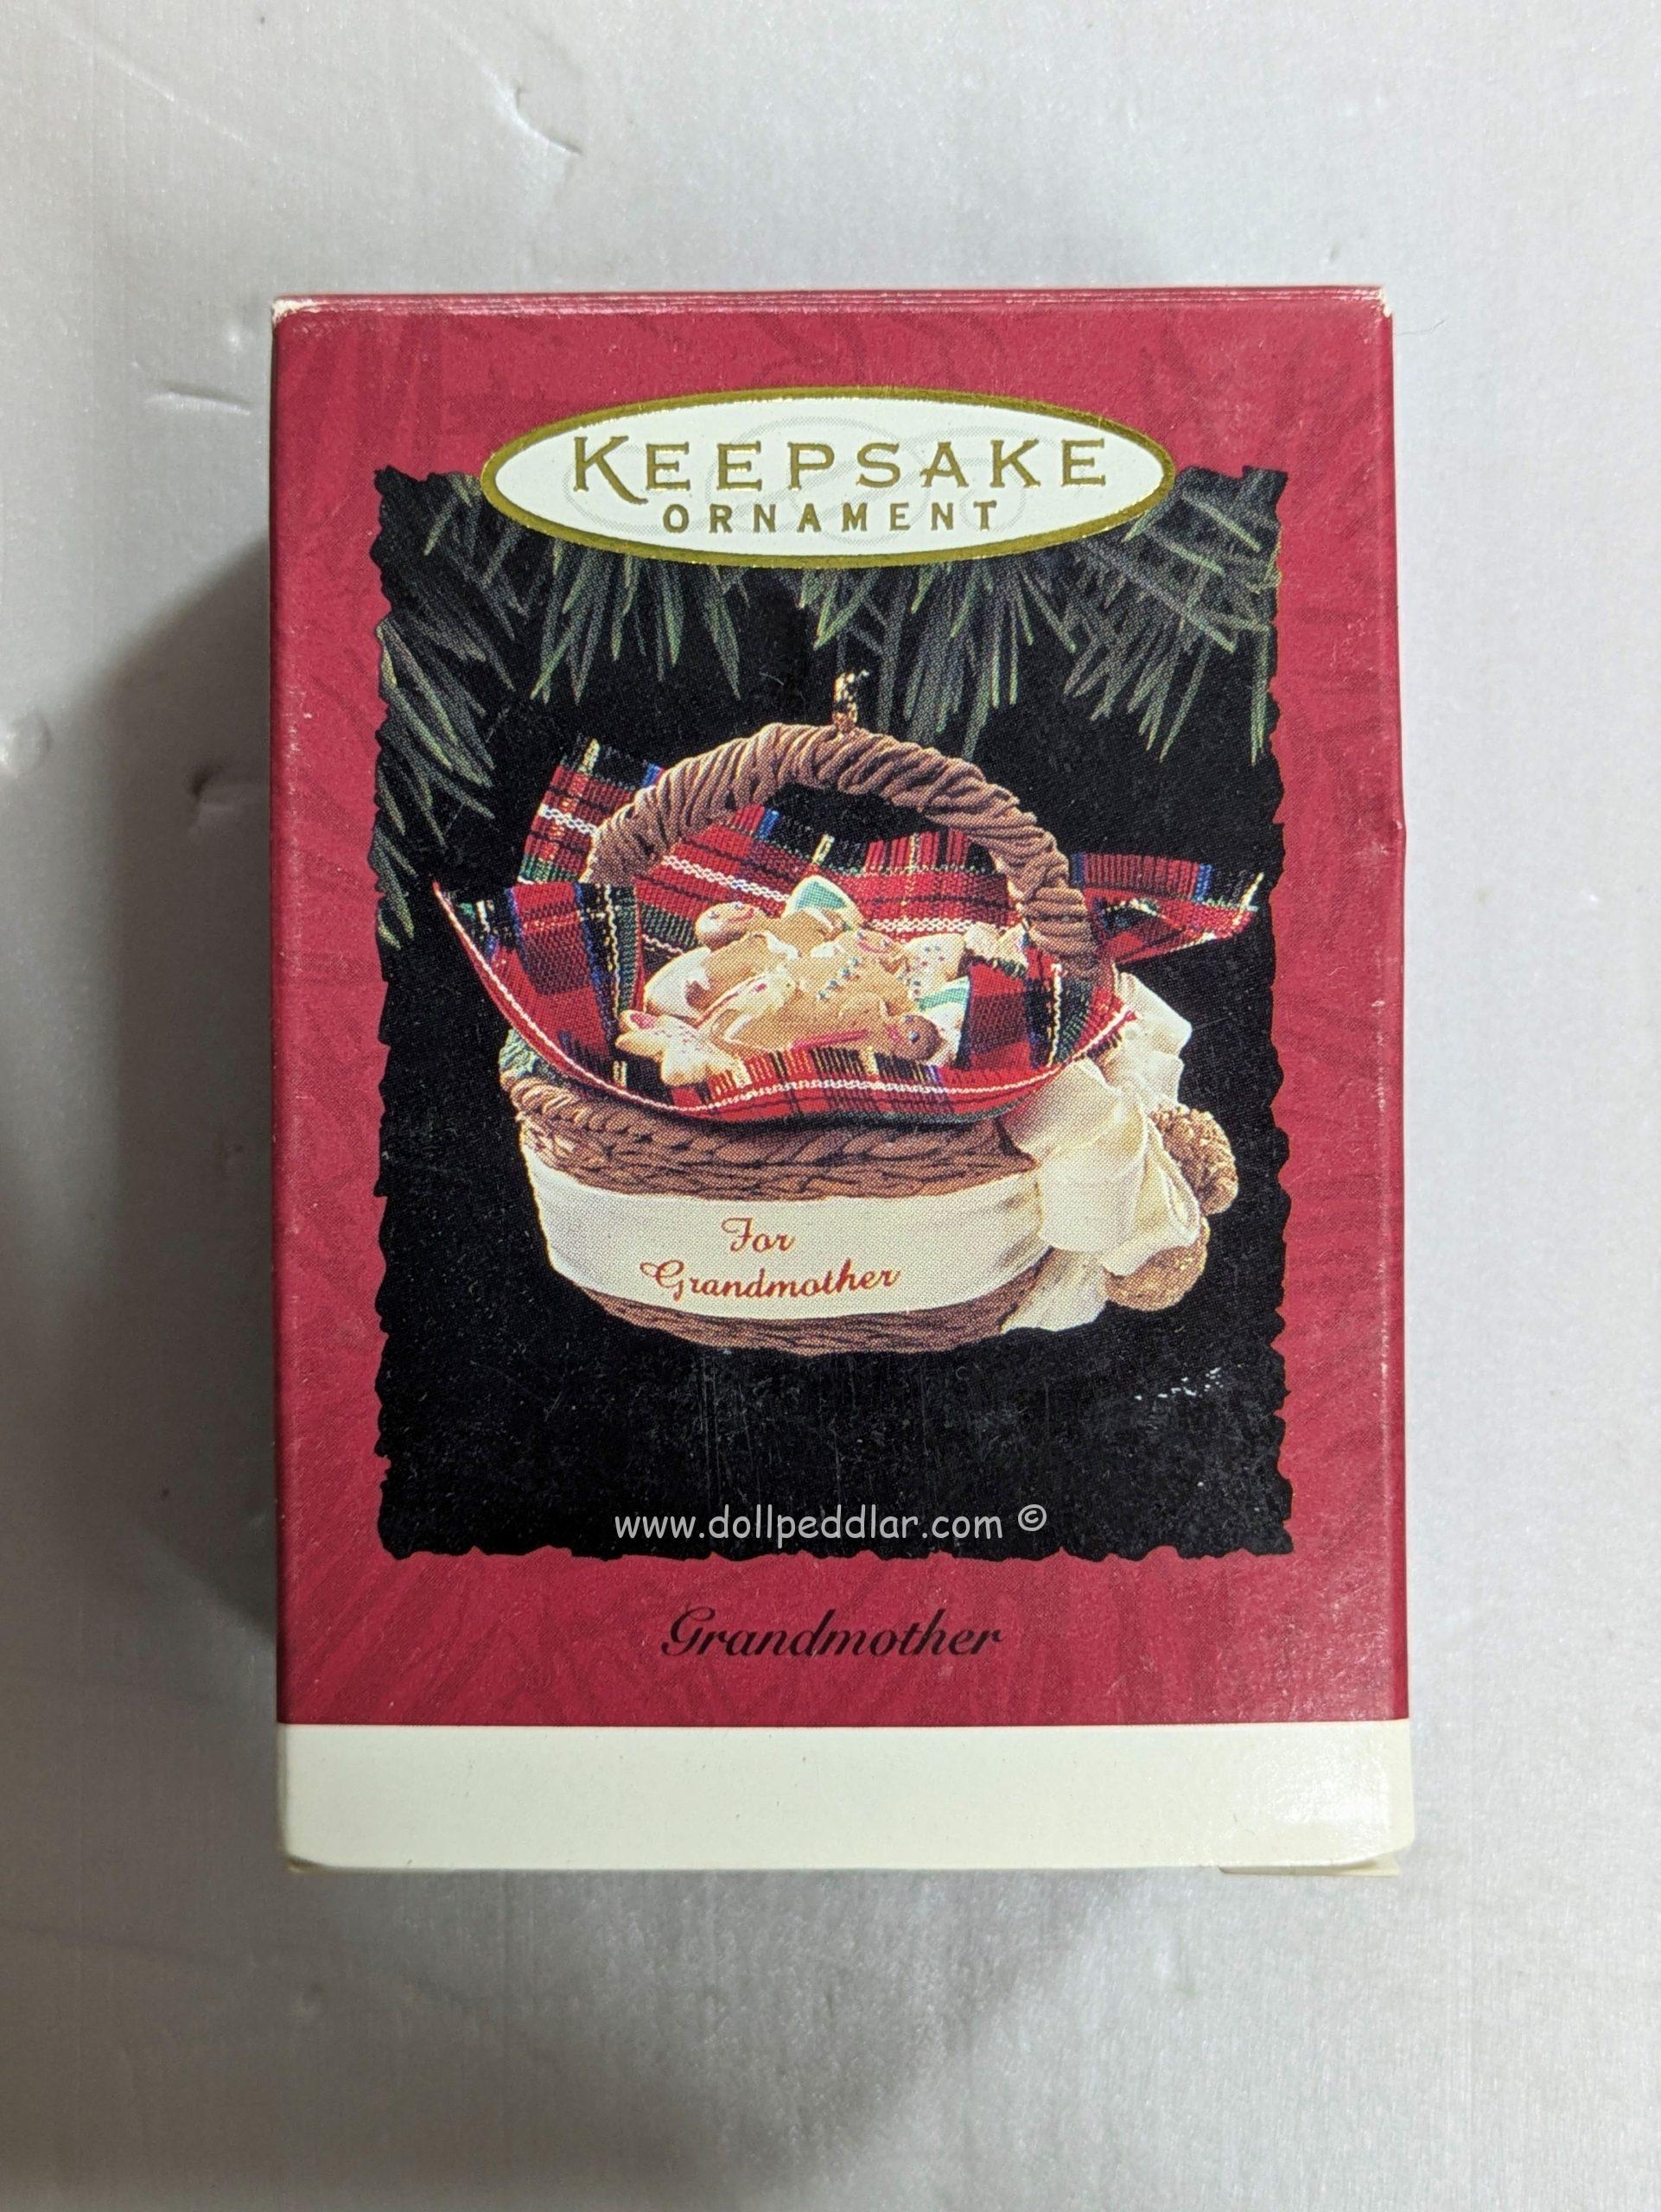 KEEPSAKE
ORNAMENT
For
Grandmother
www.dollpeddlar.com ©
Grandmother